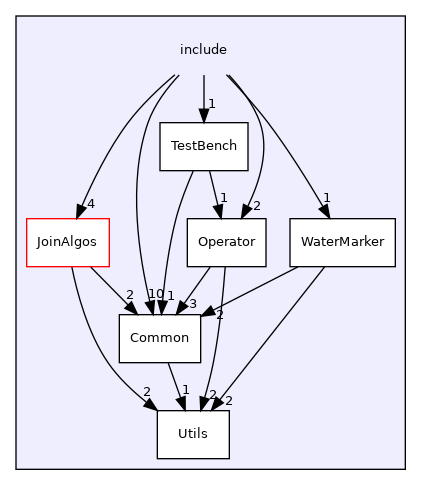 include
1
TestBench
4
1
2
1
JoinAlgos
Operator
WaterMarker
2
10
1
3
2
Common
2
1
2
2
Utils